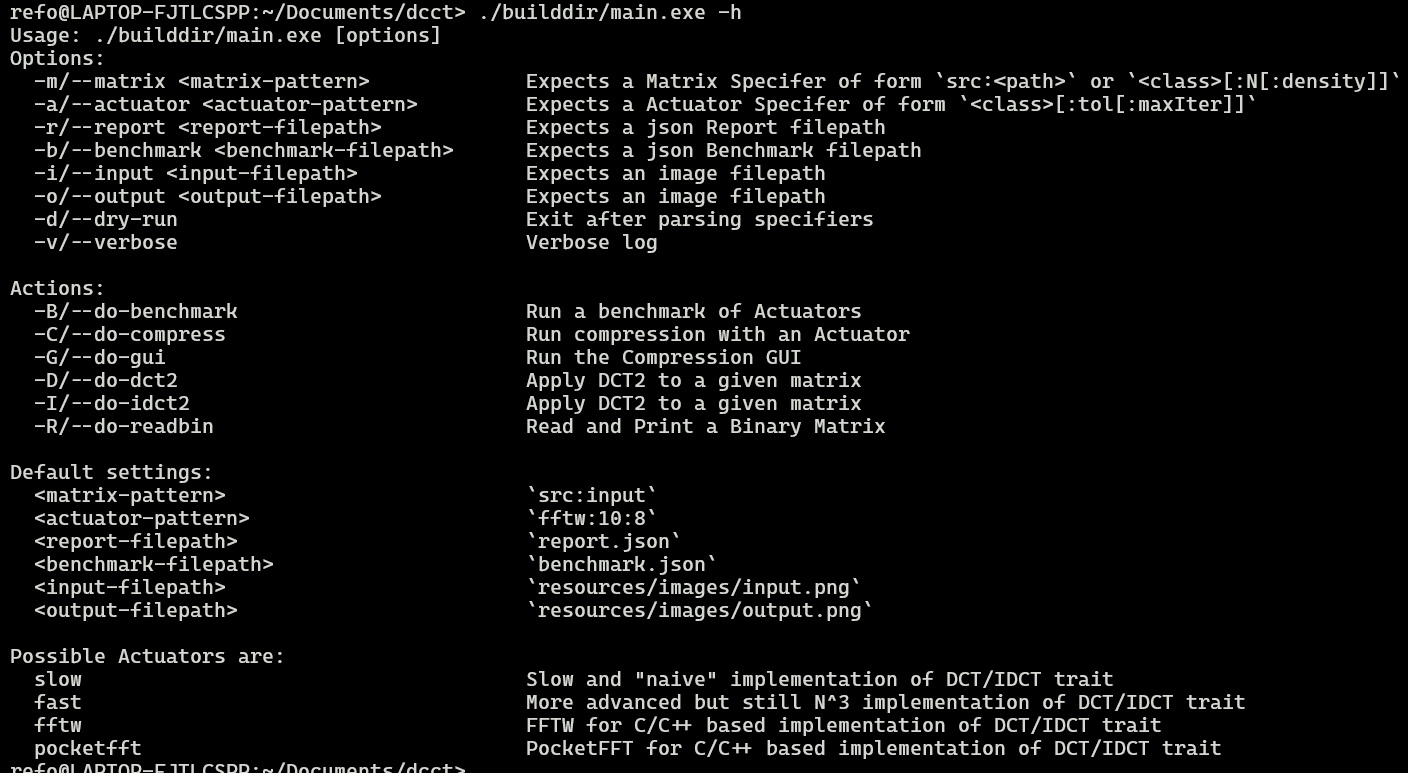 refo@LAPTOP-FJTLCSPP:~/Documents/dcct> ./builddir/main.exe -h
Usage: ./builddir/main.exe [options]
Options:
  -m/--matrix <matrix-pattern>             Expects a Matrix Specifer of form `src:<path>` or `<class>[:N[:density]]`
  -a/--actuator <actuator-pattern>         Expects a Actuator Specifer of form `<class>[:tol[:maxIter]]`
  -r/--report <report-filepath>            Expects a json Report filepath
  -b/--benchmark <benchmark-filepath>      Expects a json Benchmark filepath
  -i/--input <input-filepath>              Expects an image filepath
  -o/--output <output-filepath>            Expects an image filepath
  -d/--dry-run                             Exit after parsing specifiers
  -v/--verbose                             Verbose log

Actions:
  -B/--do-benchmark                        Run a benchmark of Actuators
  -C/--do-compress                         Run compression with an Actuator
  -G/--do-gui                              Run the Compression GUI
  -D/--do-dct2                             Apply DCT2 to a given matrix
  -I/--do-idct2                            Apply DCT2 to a given matrix
  -R/--do-readbin                          Read and Print a Binary Matrix

Default settings:
  <matrix-pattern>                         `src:input`
  <actuator-pattern>                       `fftw:10:8`
  <report-filepath>                        `report.json`
  <benchmark-filepath>                     `benchmark.json`
  <input-filepath>                         `resources/images/input.png`
  <output-filepath>                        `resources/images/output.png`

Possible Actuators are:
  slow                                     Slow and "naive" implementation of DCT/IDCT trait
  fast                                     More advanced but still N^3 implementation of DCT/IDCT trait
  fftw                                     FFTW for C/C++ based implementation of DCT/IDCT trait
  pocketfft                                PocketFFT for C/C++ based implementation of DCT/IDCT trait
refo@LAPTOP-FJTLCSPP:~/Documents/dcct>